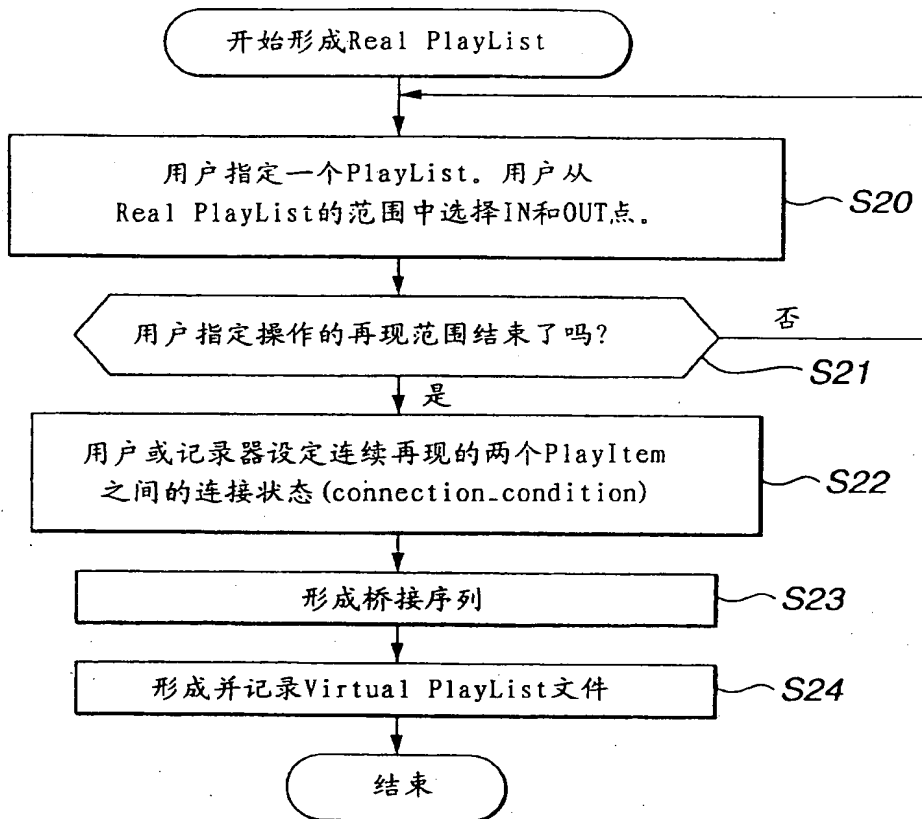 开始形成Real PlayList
用户指定一个PlayList。用户从
Real PlayList的范围中选择IN和OUT点。
S20
用户指定操作的再现范围结束了吗?
否
S21
是
用户或记录器设定连续再现的两个PlayItem
之间的连接状态(connection_condition)
S22
形成桥接序列
S23
形成并记录Virtual PlayList文件
S24
结束